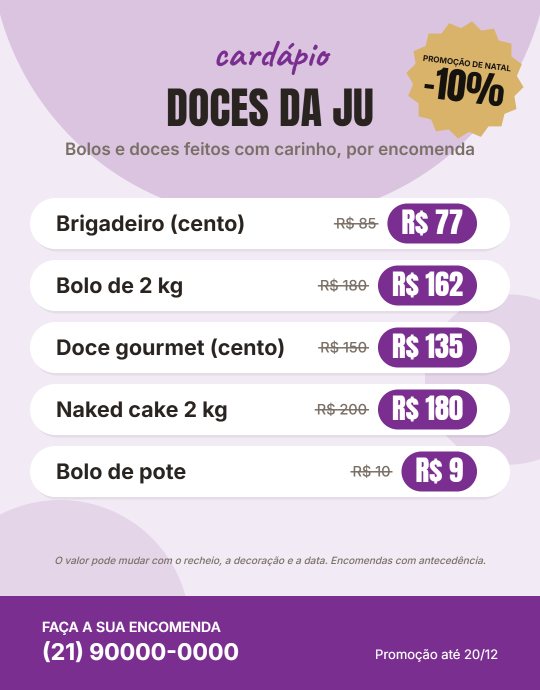 cardápio
PROMOÇÃO DE NATAL
-10%
DOCES DA JU
Bolos e doces feitos com carinho, por encomenda
Brigadeiro (cento) R$ 85 R$ 77
Bolo de 2 kg R$ 180 R$ 162
Doce gourmet (cento) R$ 150 R$ 135
Naked cake 2 kg R$ 200 R$ 180
Bolo de pote R$ 10 R$ 9
O valor pode mudar com o recheio, a decoração e a data. Encomendas com antecedência.
FAÇA A SUA ENCOMENDA
(21) 90000-0000
Promoção até 20/12